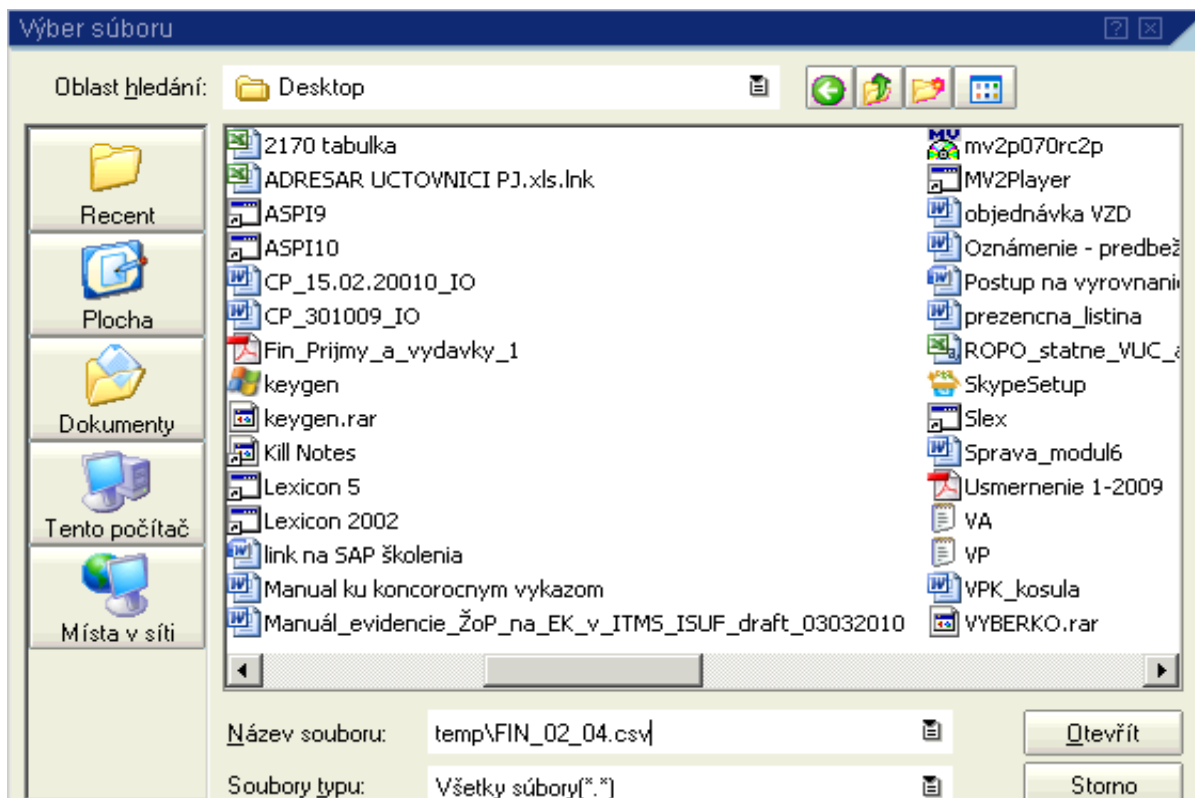 Výber súboru
Oblast hledání:
Desktop
Recent
Plocha
Dokumenty
Tento počítač
Místa v síti
2170 tabulka
ADRESAR UCTOVNICI PJ.xls.lnk
ASPI9
ASPI10
CP_15.02.20010_IO
CP_301009_IO
Fin_Prijmy_a_vydavky_1
keygen
keygen.rar
Kill Notes
Lexicon 5
Lexicon 2002
link na SAP školenia
Manual ku koncorocnym vykazom
Manuál_evidencie_ŽoP_na_EK_v_ITMS_ISUF_draft_03032010
MV
mv2p070rc2p
MV2Player
objednávka VZD
Oznámenie - predbež
Postup na vyrovnani
prezencna_listina
ROPO_statne_VUC_a
SkypeSetup
Slex
Sprava_modul6
Usmernenie 1-2009
VA
VP
VPK_kosula
VYBERKO.rar
Název souboru:
temp\FIN_02_04.csv
Otevřít
Soubory typu:
Všetky súbory(*.*)
Storno